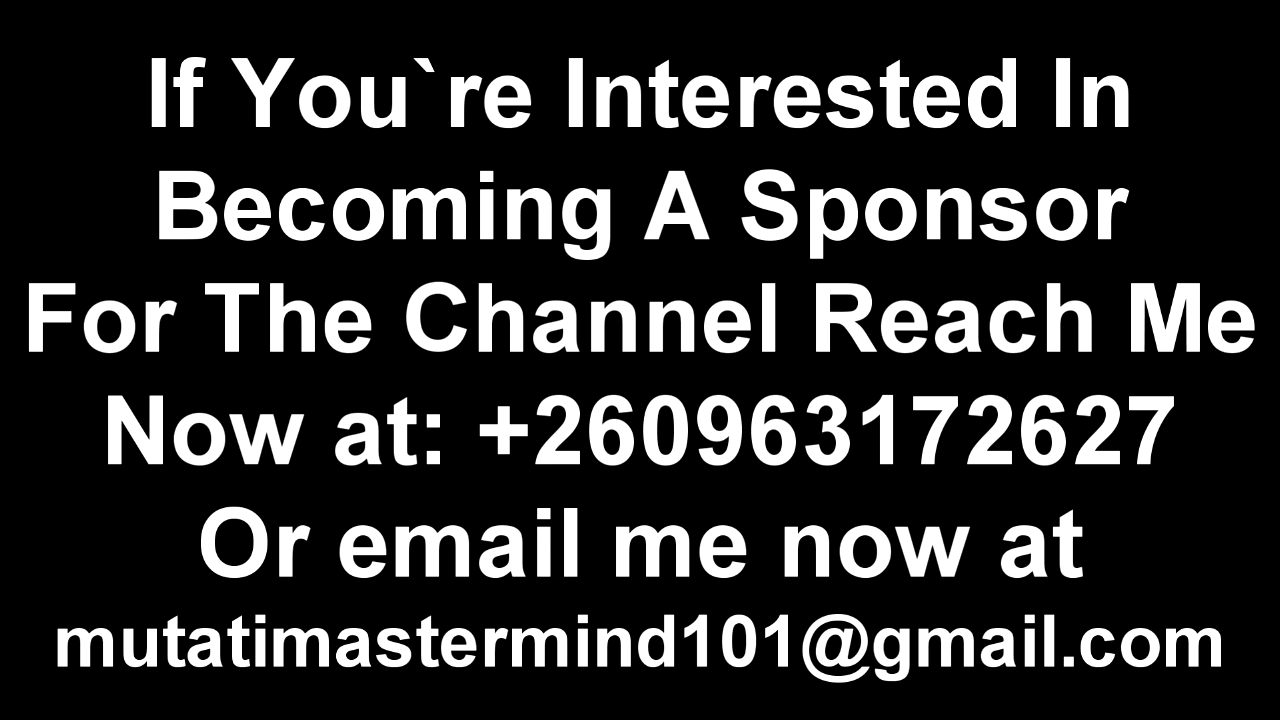 If You`re Interested In
Becoming A Sponsor
For The Channel Reach Me
Now at: +260963172627
Or email me now at
mutatimastermind101@gmail.com